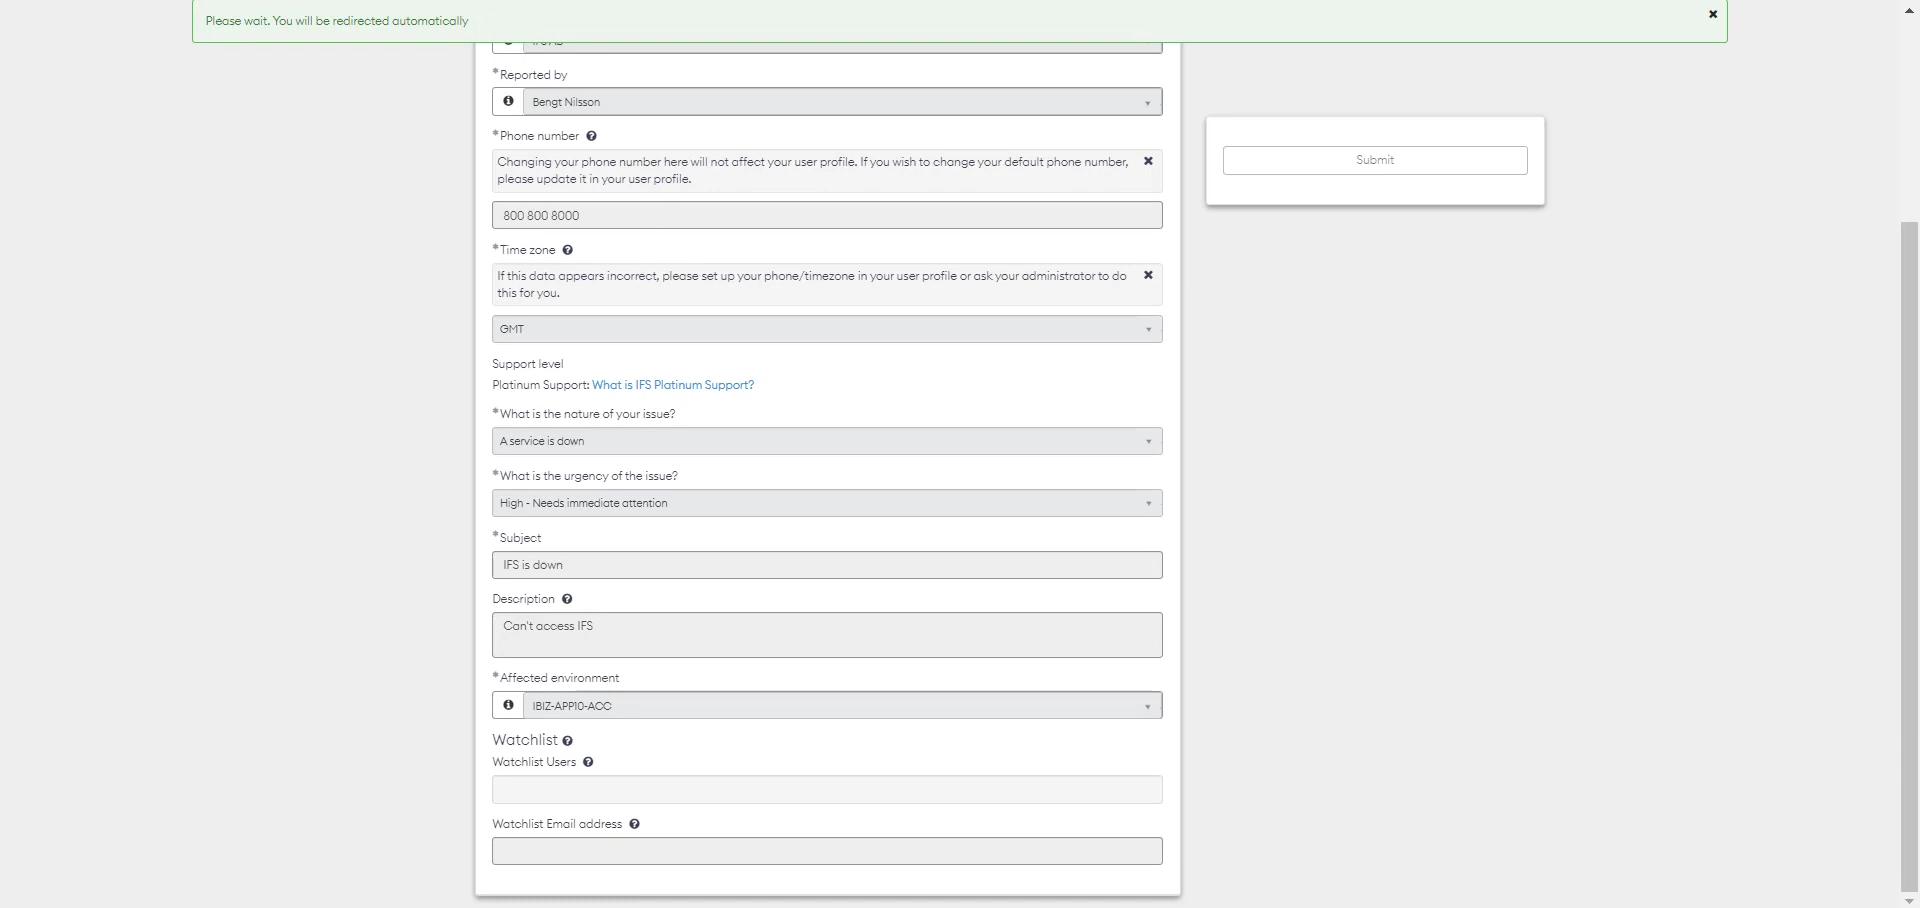 Please wait. You will be redirected automatically
*Reported by
Bengt Nilsson
*Phone number
Changing your phone number here will not affect your user profile. If you wish to change your default phone number,
please update it in your user profile.
Submit
800 800 8000
*Time zone
If this data appears incorrect, please set up your phone/timezone in your user profile or ask your administrator to do
this for you.
GMT
Support level
Platinum Support: What is IFS Platinum Support?
*What is the nature of your issue?
A service is down
*What is the urgency of the issue?
High - Needs immediate attention
*Subject
IFS is down
Description
Can't access IFS
*Affected environment
IBIZ-APP10-ACC
Watchlist
Watchlist Users
Watchlist Email address